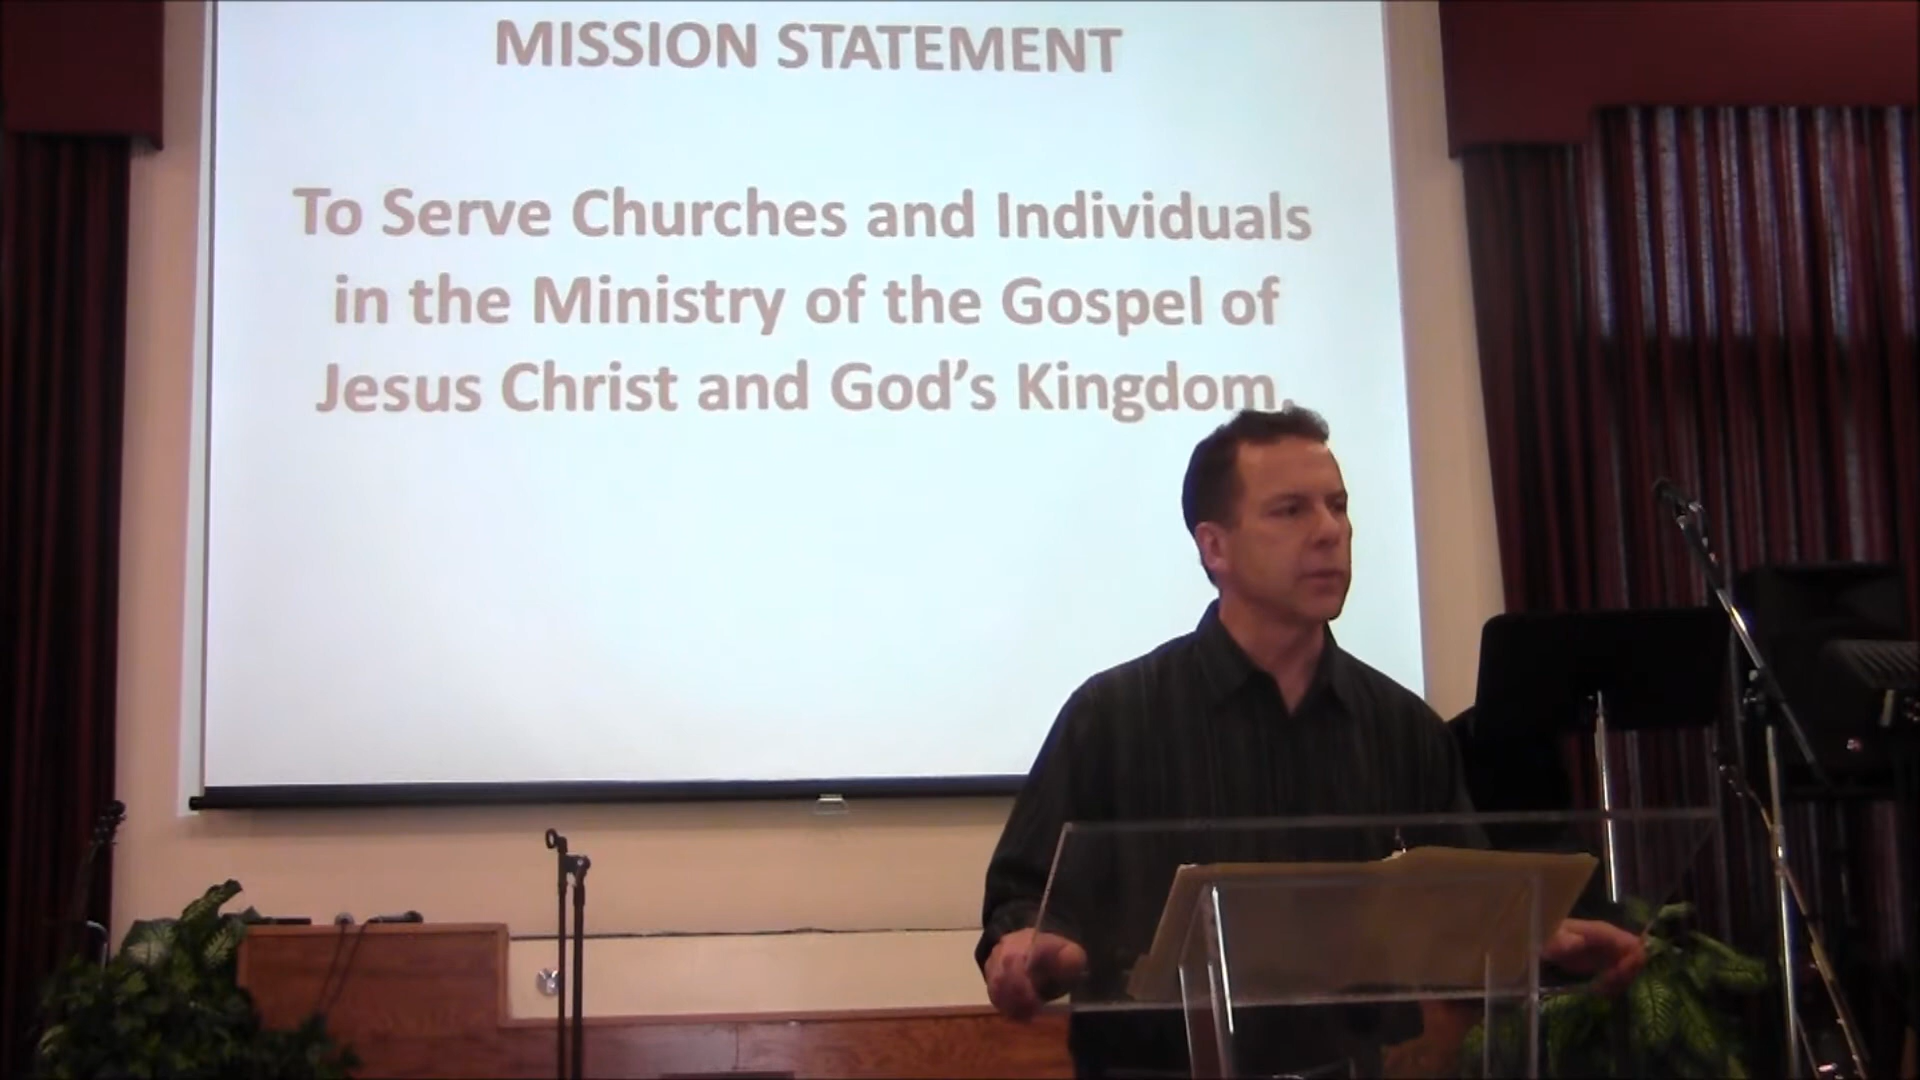 MISSION STATEMENT
To Serve Churches and Individuals
in the Ministry of the Gospel of
Jesus Christ and God's Kingdom.